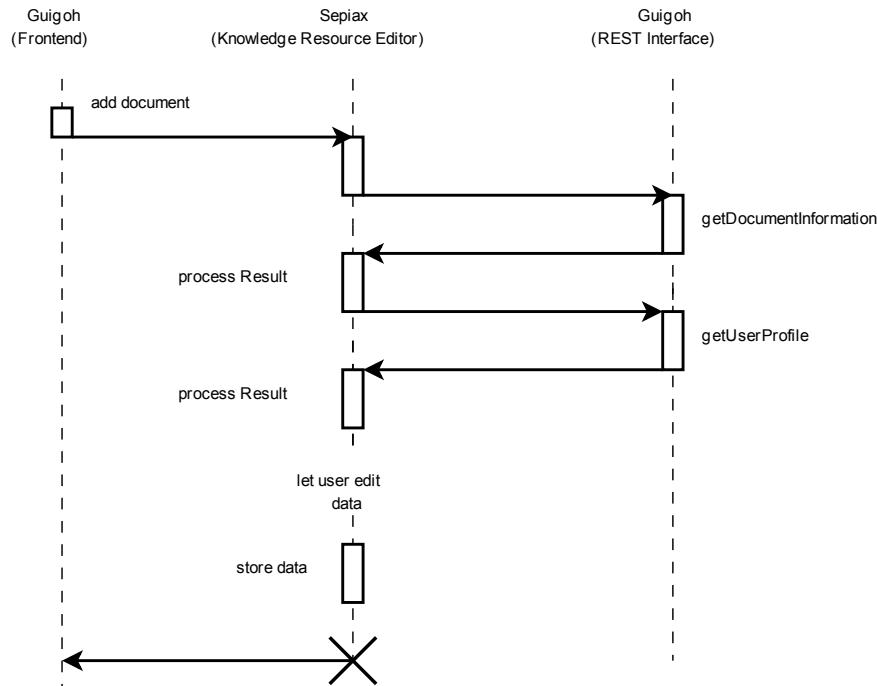 Guigoh
(Frontend)
Sepiax
(Knowledge Resource Editor)
Guigoh
(REST Interface)
add document
getDocumentInformation
process Result
getUserProfile
process Result
let user edit
data
store data